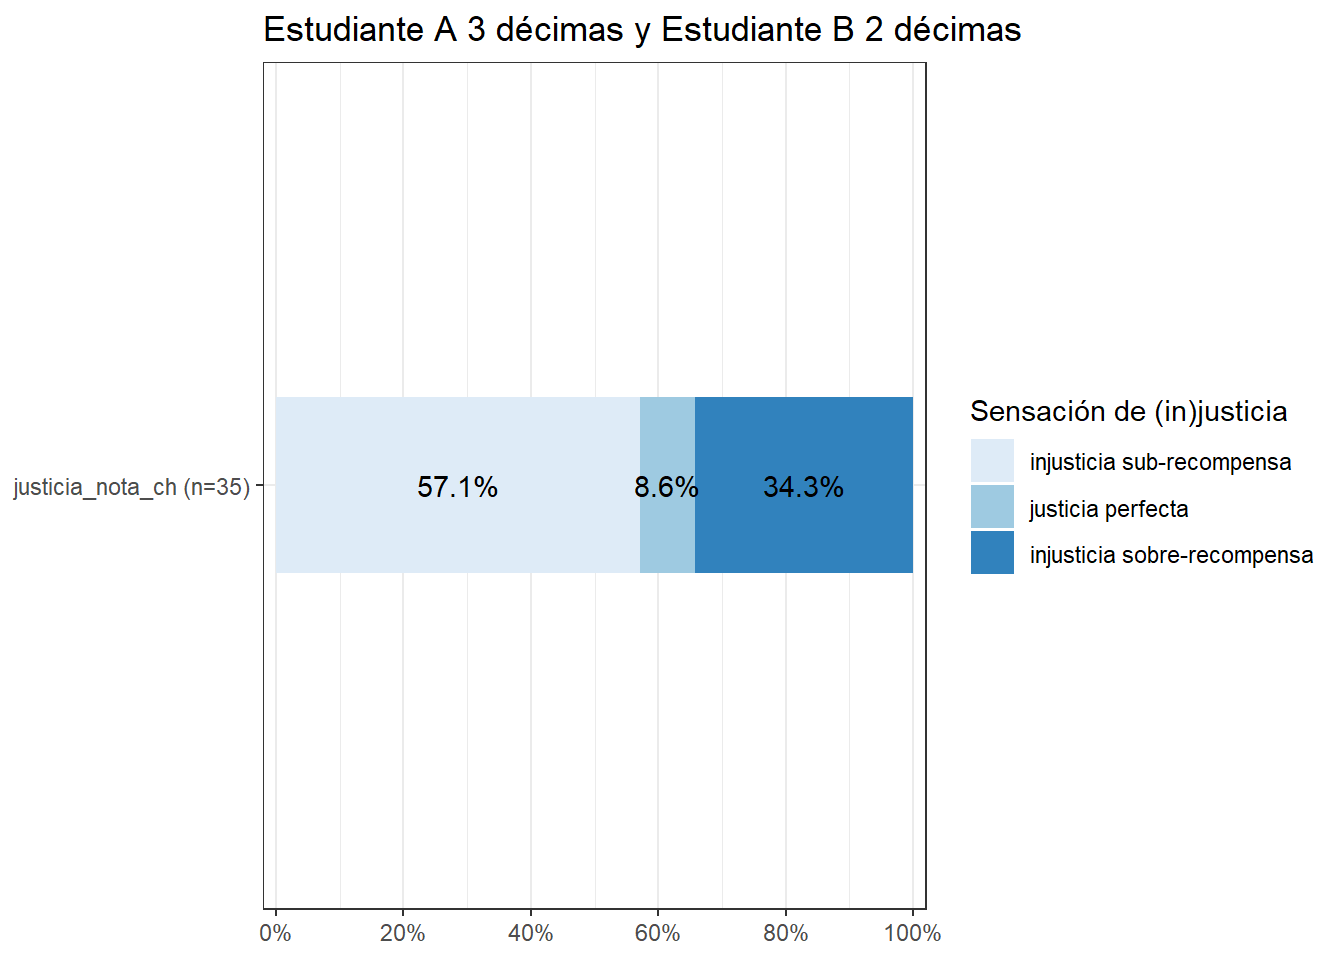 Estudiante A 3 décimas y Estudiante B 2 décimas
justicia_nota_ch (n=35)
57.1%
8.6%
34.3%
0%
20%
40%
60%
80%
100%
Sensación de (in)justicia
injusticia sub-recompensa
justicia perfecta
injusticia sobre-recompensa